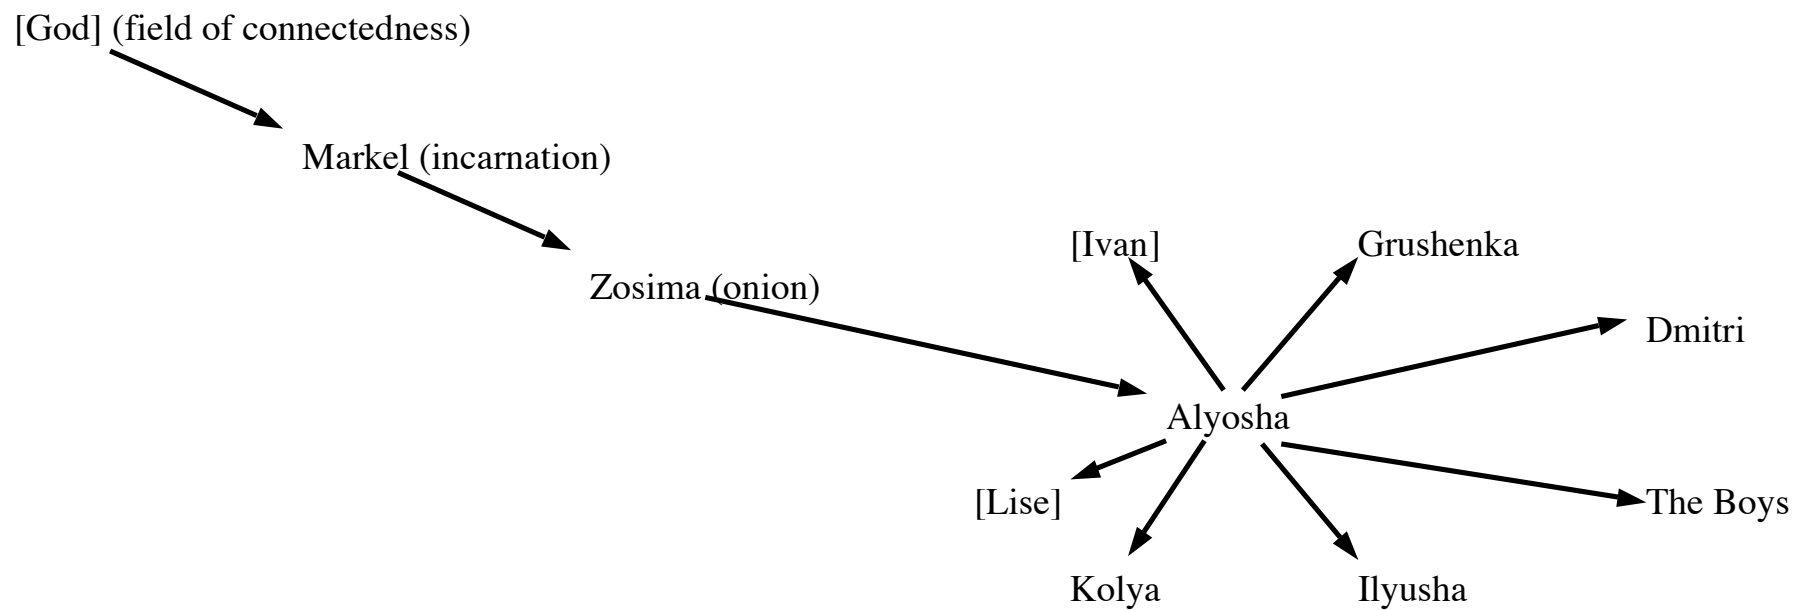 [God] (field of connectedness)
Markel (incarnation)
[Ivan]
Grushenka
Zosima (onion)
Dmitri
Alyosha
[Lise]
The Boys
Kolya
Ilyusha